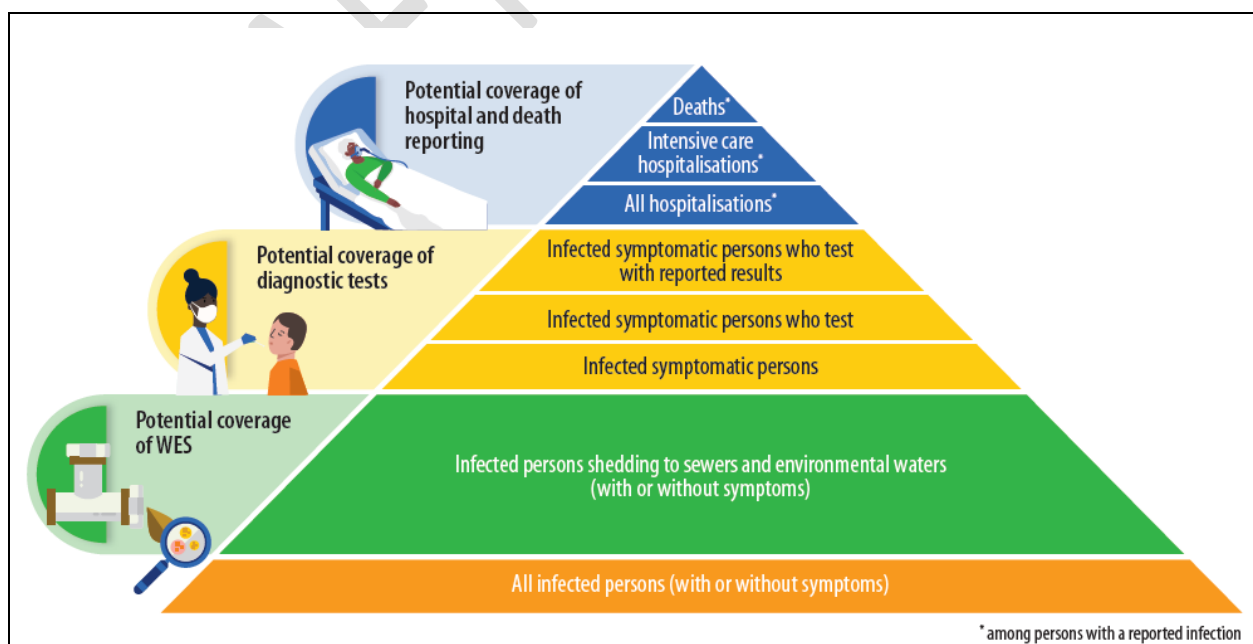 Potential coverage of
hospital and death
reporting
Deaths*
Intensive care
hospitalisations*
All hospitalisations*
Potential coverage of
diagnostic tests
Infected symptomatic persons who test
with reported results
Infected symptomatic persons who test
Infected symptomatic persons
Potential coverage
of WES
Infected persons shedding to sewers and environmental waters
(with or without symptoms)
All infected persons (with or without symptoms)
* among persons with a reported infection